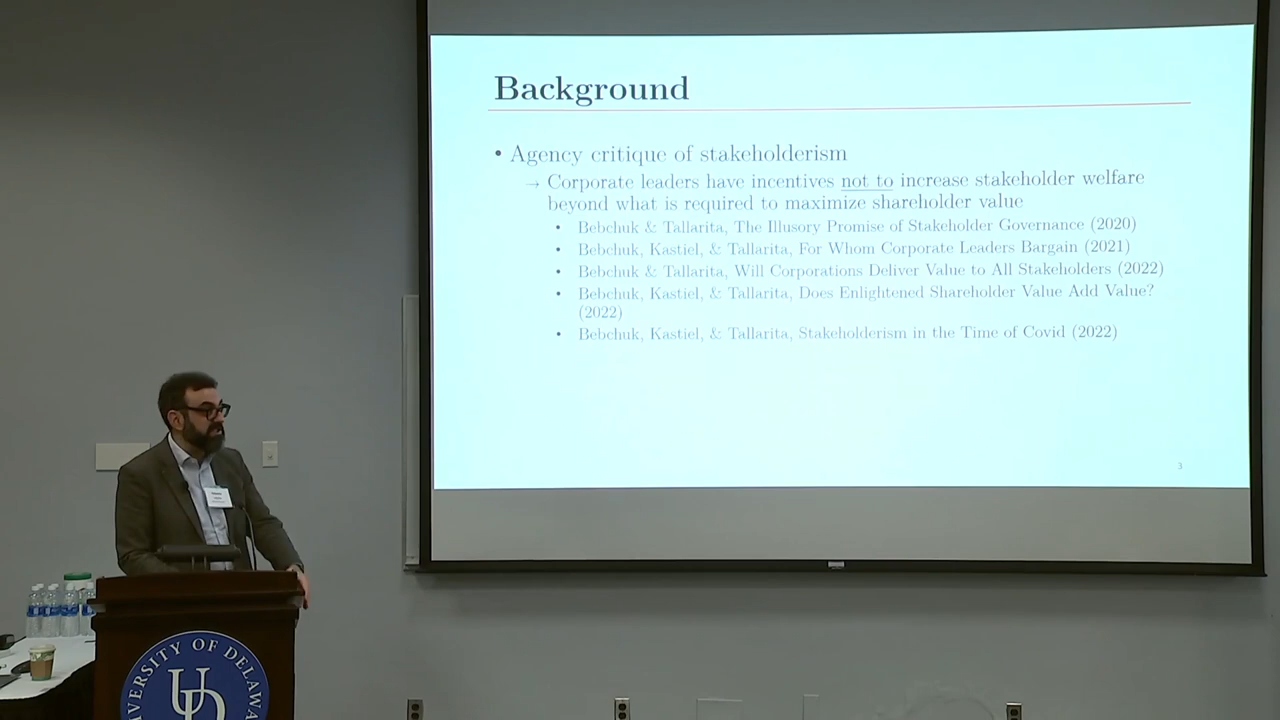 Background
• Agency critique of stakeholderism
→ Corporate leaders have incentives not to increase stakeholder welfare
beyond what is required to maximize shareholder value
• Bebchuk & Tallarita, The Illusory Promise of Stakeholder Governance (2020)
• Bebchuk, Kastiel, & Tallarita, For Whom Corporate Leaders Bargain (2021)
• Bebchuk & Tallarita, Will Corporations Deliver Value to All Stakeholders (2022)
• Bebchuk, Kastiel, & Tallarita, Does Enlightened Shareholder Value Add Value?
(2022)
• Bebchuk, Kastiel, & Tallarita, Stakeholderism in the Time of Covid (2022)
3
VERSITY OF DELAWA
UD